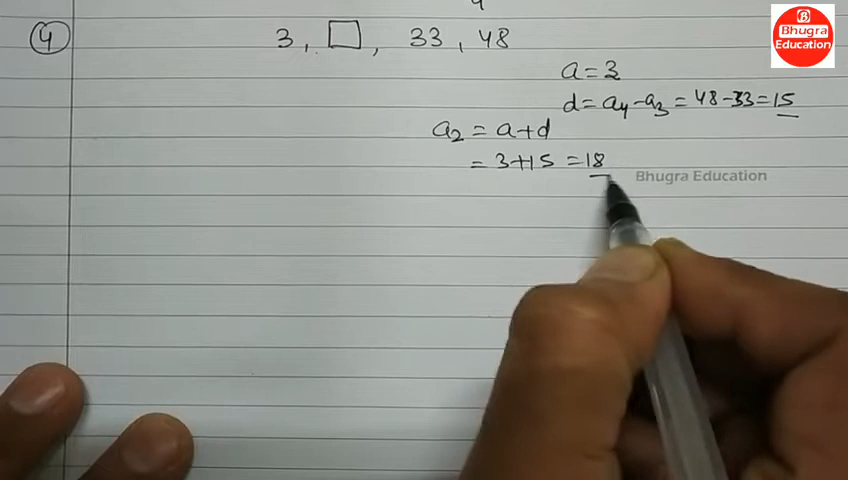 ④ 3, □, 33, 48
a = 3
d = a₄ - a₃ = 48 - 33 = 15
a₂ = a + d
= 3 + 15 = 18
B
Bhugra
Education
Bhugra Education